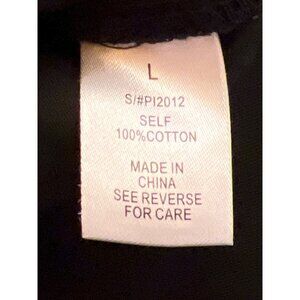 L
S/#PI2012
SELF
100%COTTON
MADE IN
CHINA
SEE REVERSE
FOR CARE